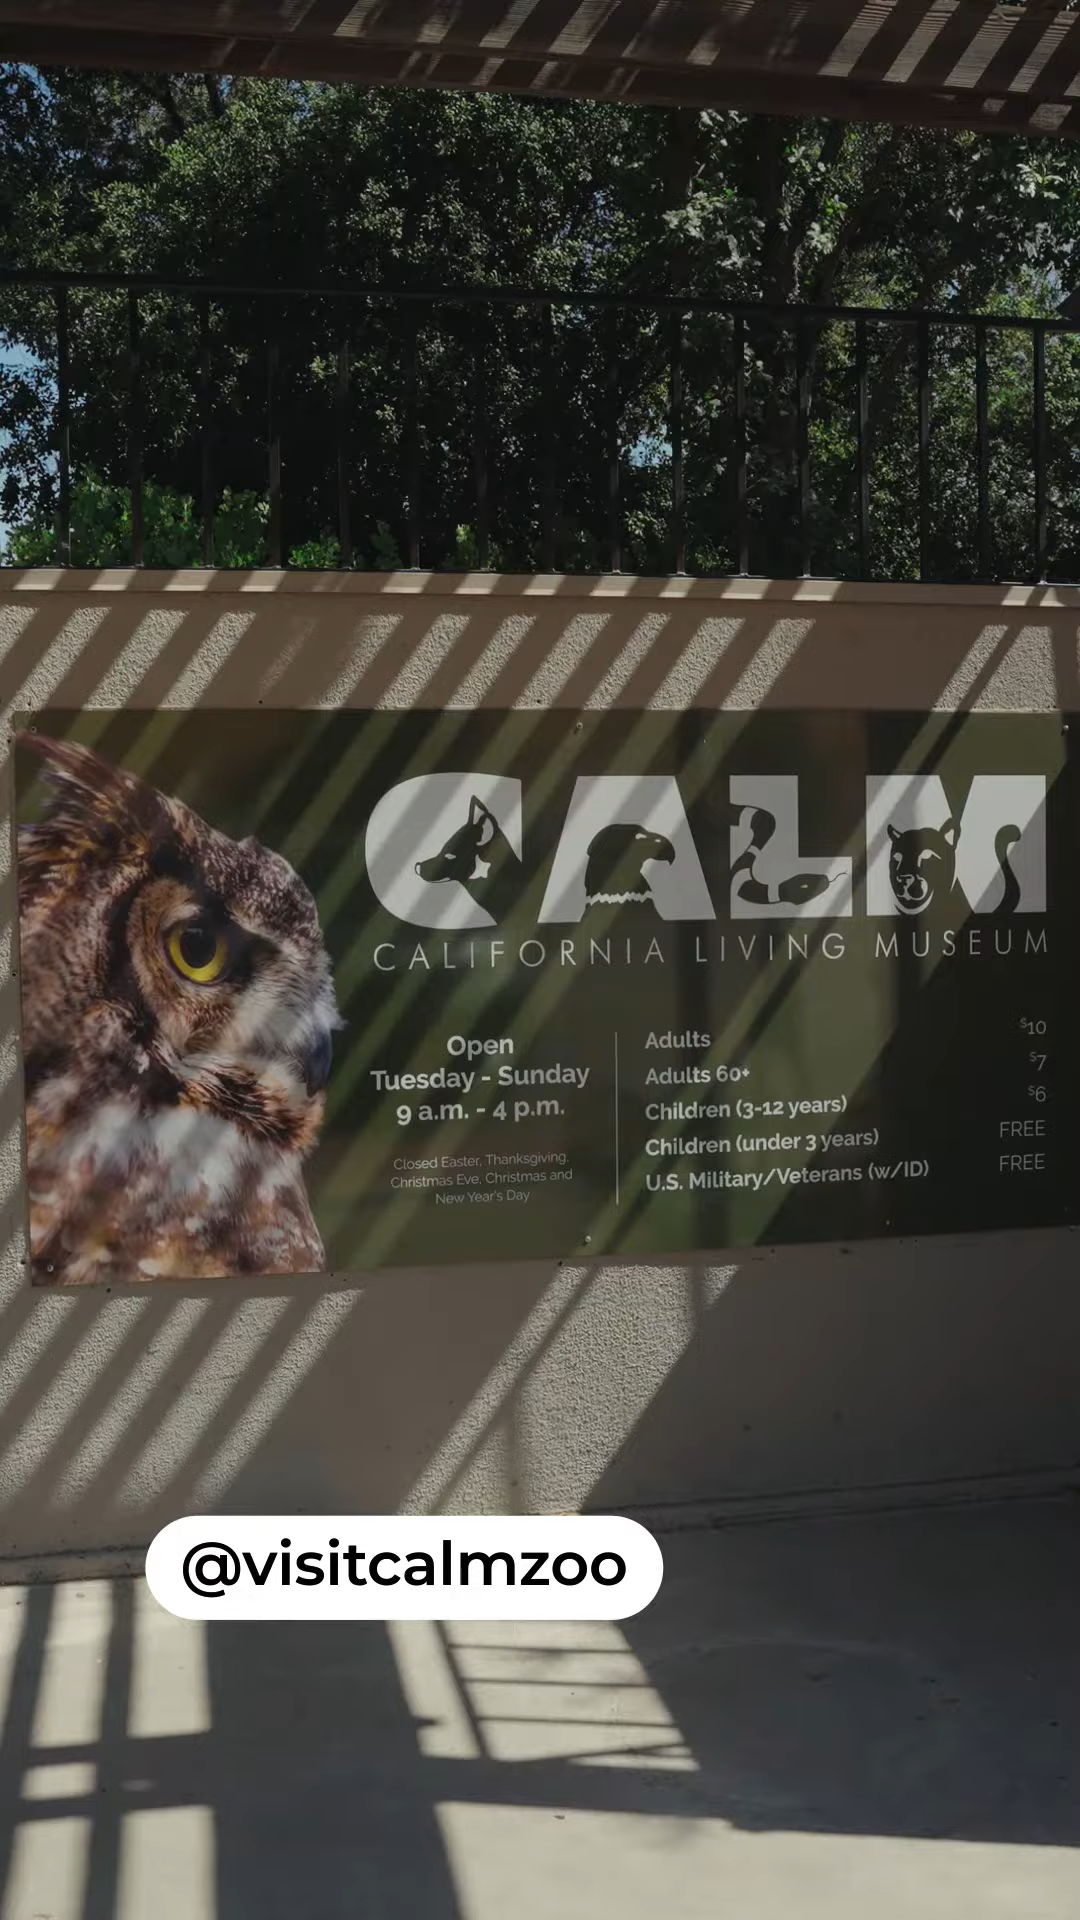 CALM
CALIFORNIA LIVING MUSEUM
Open
Tuesday - Sunday
9 a.m. - 4 p.m.
Closed Easter, Thanksgiving,
Christmas Eve, Christmas and
New Year's Day
Adults $10
Adults 60+ $7
Children (3-12 years) $6
Children (under 3 years) FREE
U.S. Military/Veterans (w/ID) FREE
@visitcalmzoo